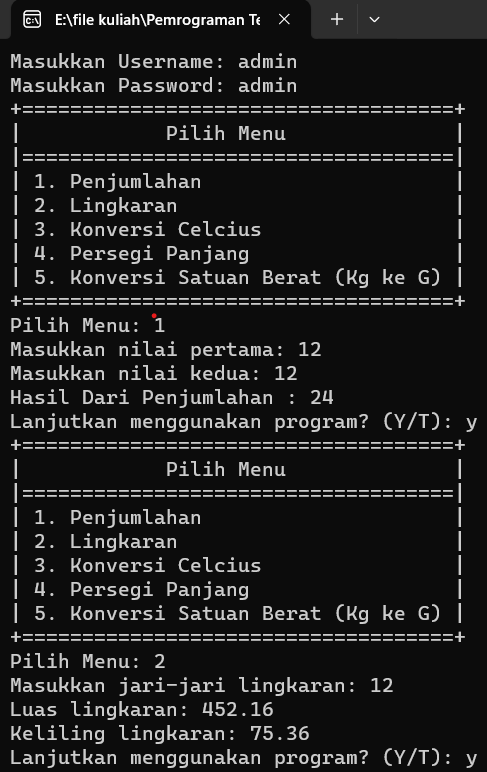 E:\file kuliah\Pemrograman Te
Masukkan Username: admin
Masukkan Password: admin
+====================================+
|            Pilih Menu              |
|====================================|
| 1. Penjumlahan                     |
| 2. Lingkaran                       |
| 3. Konversi Celcius                |
| 4. Persegi Panjang                 |
| 5. Konversi Satuan Berat (Kg ke G) |
+====================================+
Pilih Menu: 1
Masukkan nilai pertama: 12
Masukkan nilai kedua: 12
Hasil Dari Penjumlahan : 24
Lanjutkan menggunakan program? (Y/T): y
+====================================+
|            Pilih Menu              |
|====================================|
| 1. Penjumlahan                     |
| 2. Lingkaran                       |
| 3. Konversi Celcius                |
| 4. Persegi Panjang                 |
| 5. Konversi Satuan Berat (Kg ke G) |
+====================================+
Pilih Menu: 2
Masukkan jari-jari lingkaran: 12
Luas lingkaran: 452.16
Keliling lingkaran: 75.36
Lanjutkan menggunakan program? (Y/T): y